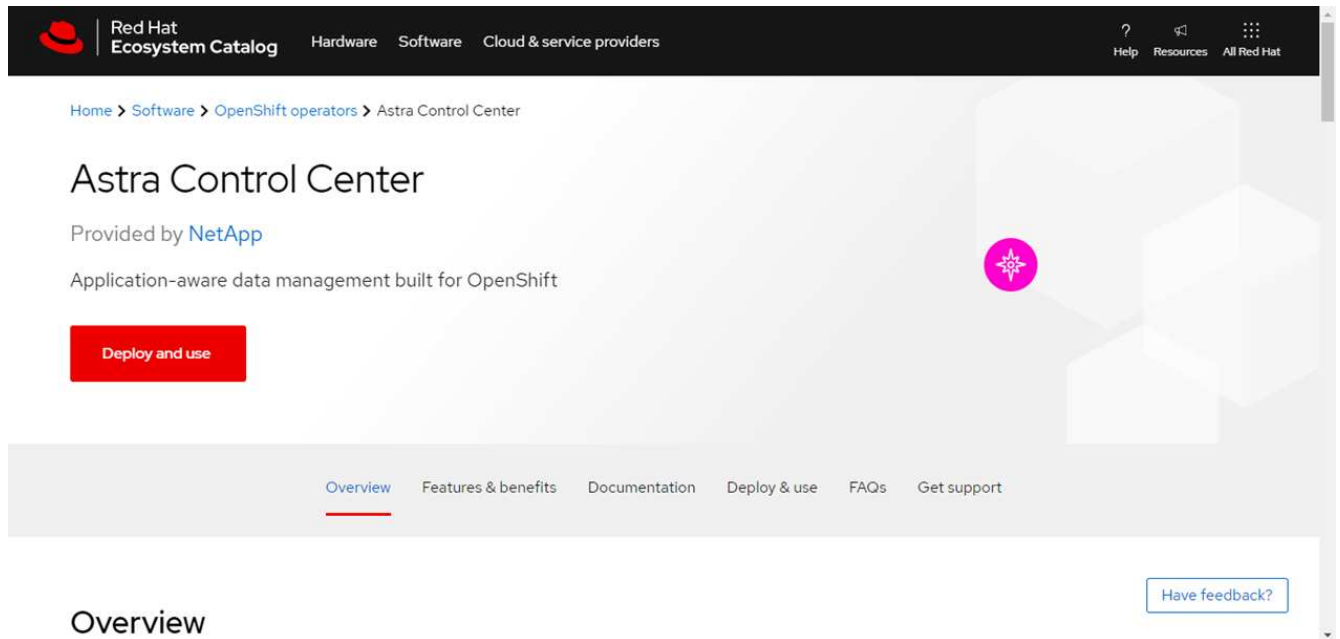 Red Hat
Ecosystem Catalog
Hardware Software Cloud & service providers
?
Help Resources All Red Hat
Home > Software > OpenShift operators > Astra Control Center
Astra Control Center
Provided by NetApp
Application-aware data management built for OpenShift
Deploy and use
Overview Features & benefits Documentation Deploy & use FAQs Get support
Have feedback?
Overview